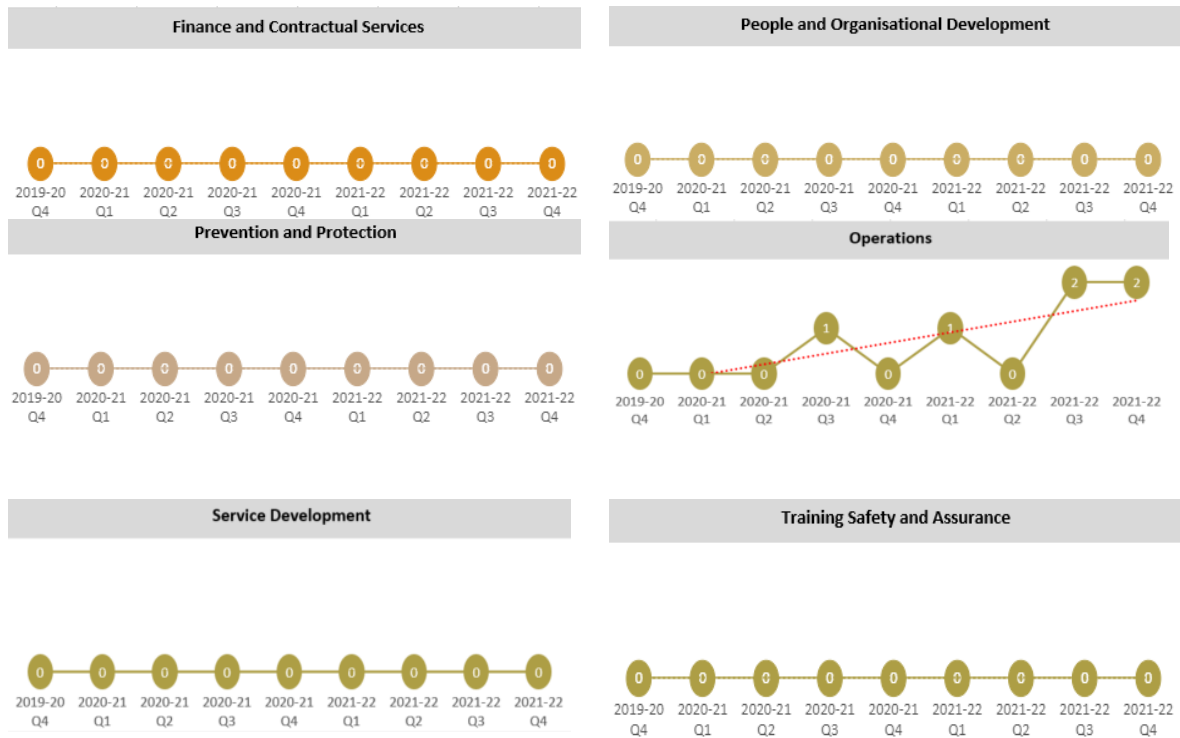 Finance and Contractual Services
0 0 0 0 0 0 0 0 0
2019-20 2020-21 2020-21 2020-21 2020-21 2021-22 2021-22 2021-22 2021-22
Q4 Q1 Q2 Q3 Q4 Q1 Q2 Q3 Q4
People and Organisational Development
0 0 0 0 0 0 0 0 0
2019-20 2020-21 2020-21 2020-21 2020-21 2021-22 2021-22 2021-22 2021-22
Q4 Q1 Q2 Q3 Q4 Q1 Q2 Q3 Q4
Prevention and Protection
0 0 0 0 0 0 0 0 0
2019-20 2020-21 2020-21 2020-21 2020-21 2021-22 2021-22 2021-22 2021-22
Q4 Q1 Q2 Q3 Q4 Q1 Q2 Q3 Q4
Operations
0 0 0 1 0 1 0 2 2
2019-20 2020-21 2020-21 2020-21 2020-21 2021-22 2021-22 2021-22 2021-22
Q4 Q1 Q2 Q3 Q4 Q1 Q2 Q3 Q4
Service Development
0 0 0 0 0 0 0 0 0
2019-20 2020-21 2020-21 2020-21 2020-21 2021-22 2021-22 2021-22 2021-22
Q4 Q1 Q2 Q3 Q4 Q1 Q2 Q3 Q4
Training Safety and Assurance
0 0 0 0 0 0 0 0 0
2019-20 2020-21 2020-21 2020-21 2020-21 2021-22 2021-22 2021-22 2021-22
Q4 Q1 Q2 Q3 Q4 Q1 Q2 Q3 Q4